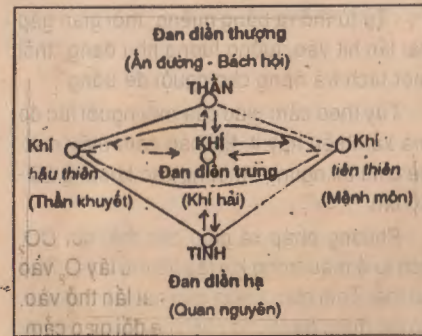 Đan điền thượng
(Ấn đường - Bách hội)
THẦN
Khí KHÍ Khí
hậu thiên Đan điền trung tiên thiên
(Thần khuyết) (Khí hải) (Mệnh môn)
TINH
Đan điền hạ
(Quan nguyên)